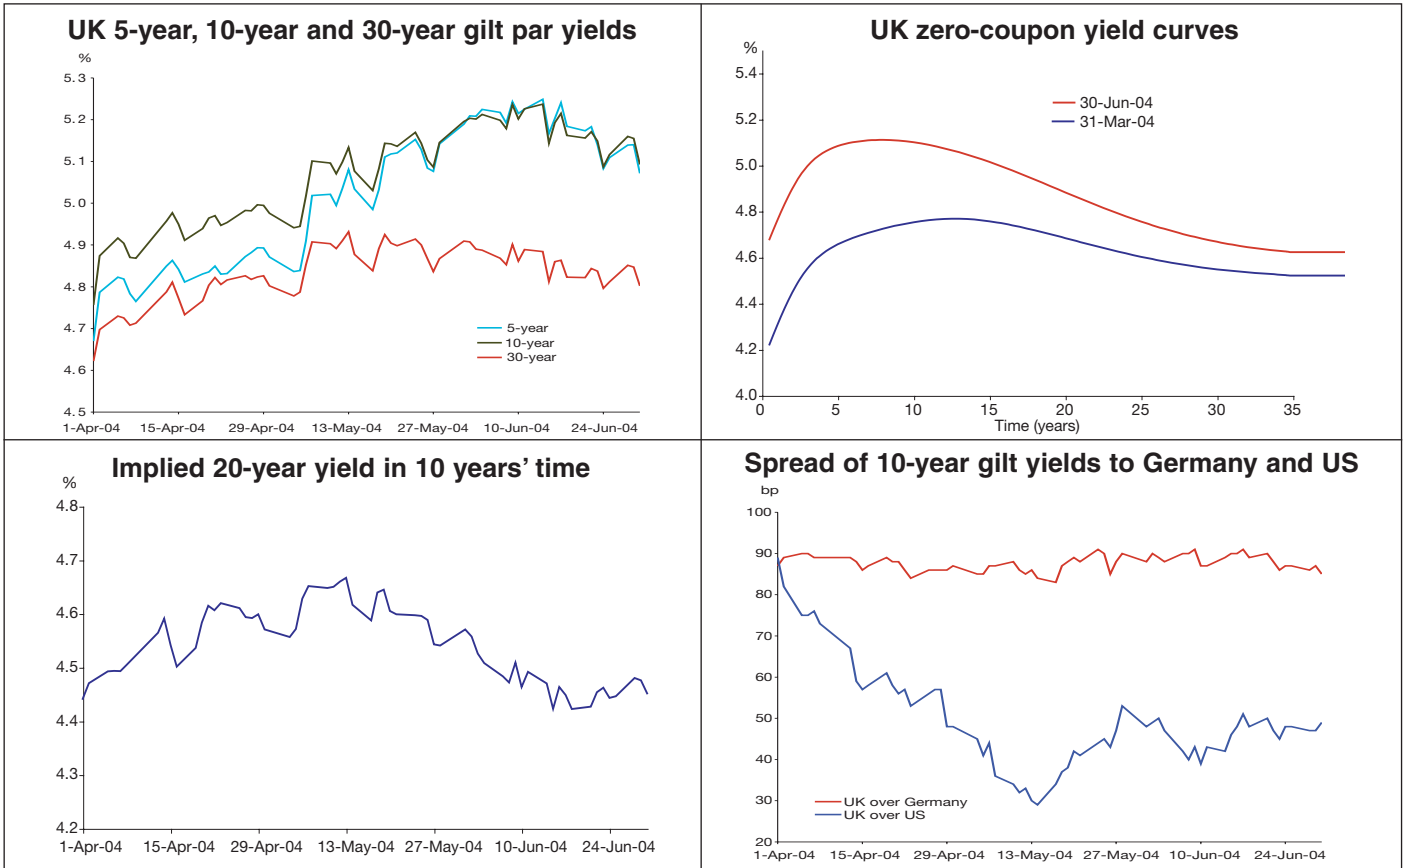 UK 5-year, 10-year and 30-year gilt par yields
%
5.3
5.2
5.1
5.0
4.9
4.8
4.7
4.6
4.5
5-year
10-year
30-year
1-Apr-04 15-Apr-04 29-Apr-04 13-May-04 27-May-04 10-Jun-04 24-Jun-04
UK zero-coupon yield curves
%
5.4
5.2
5.0
4.8
4.6
4.4
4.2
4.0
30-Jun-04
31-Mar-04
0 5 10 15 20 25 30 35
Time (years)
Implied 20-year yield in 10 years' time
%
4.8
4.7
4.6
4.5
4.4
4.3
4.2
1-Apr-04 15-Apr-04 29-Apr-04 13-May-04 27-May-04 10-Jun-04 24-Jun-04
Spread of 10-year gilt yields to Germany and US
bp
100
90
80
70
60
50
40
30
20
UK over Germany
UK over US
1-Apr-04 15-Apr-04 29-Apr-04 13-May-04 27-May-04 10-Jun-04 24-Jun-04